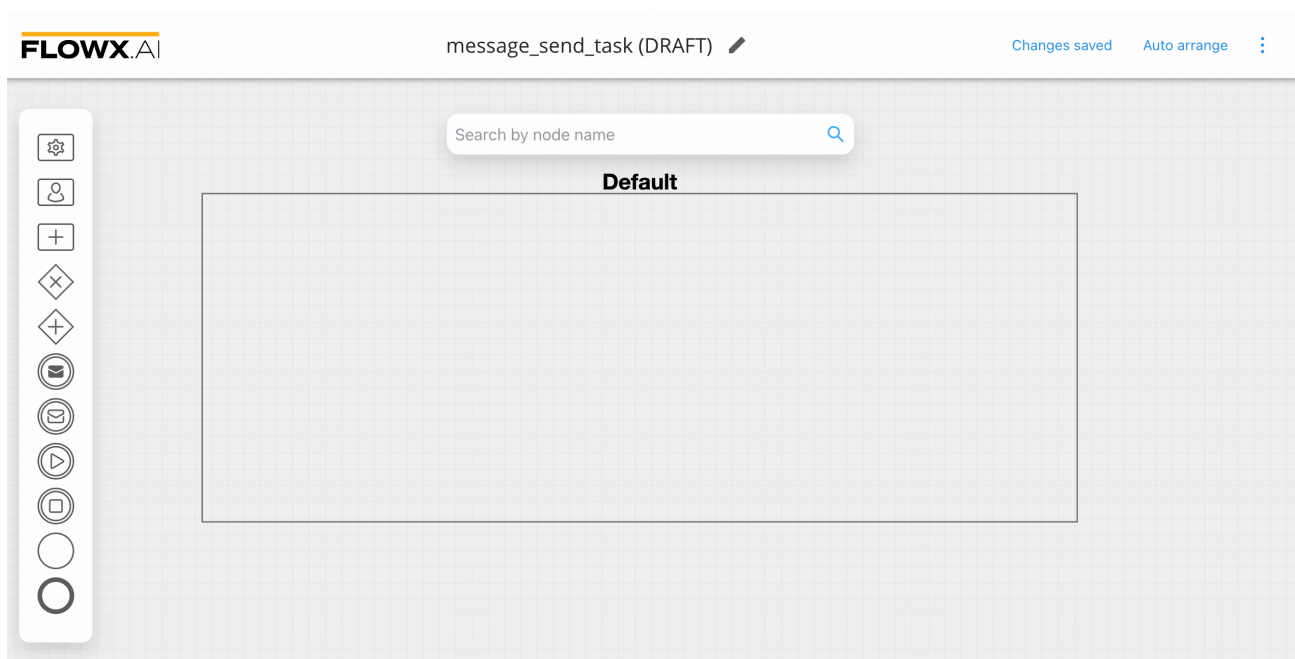 FLOWX.AI
message_send_task (DRAFT)
Changes saved
Auto arrange
Search by node name
Default